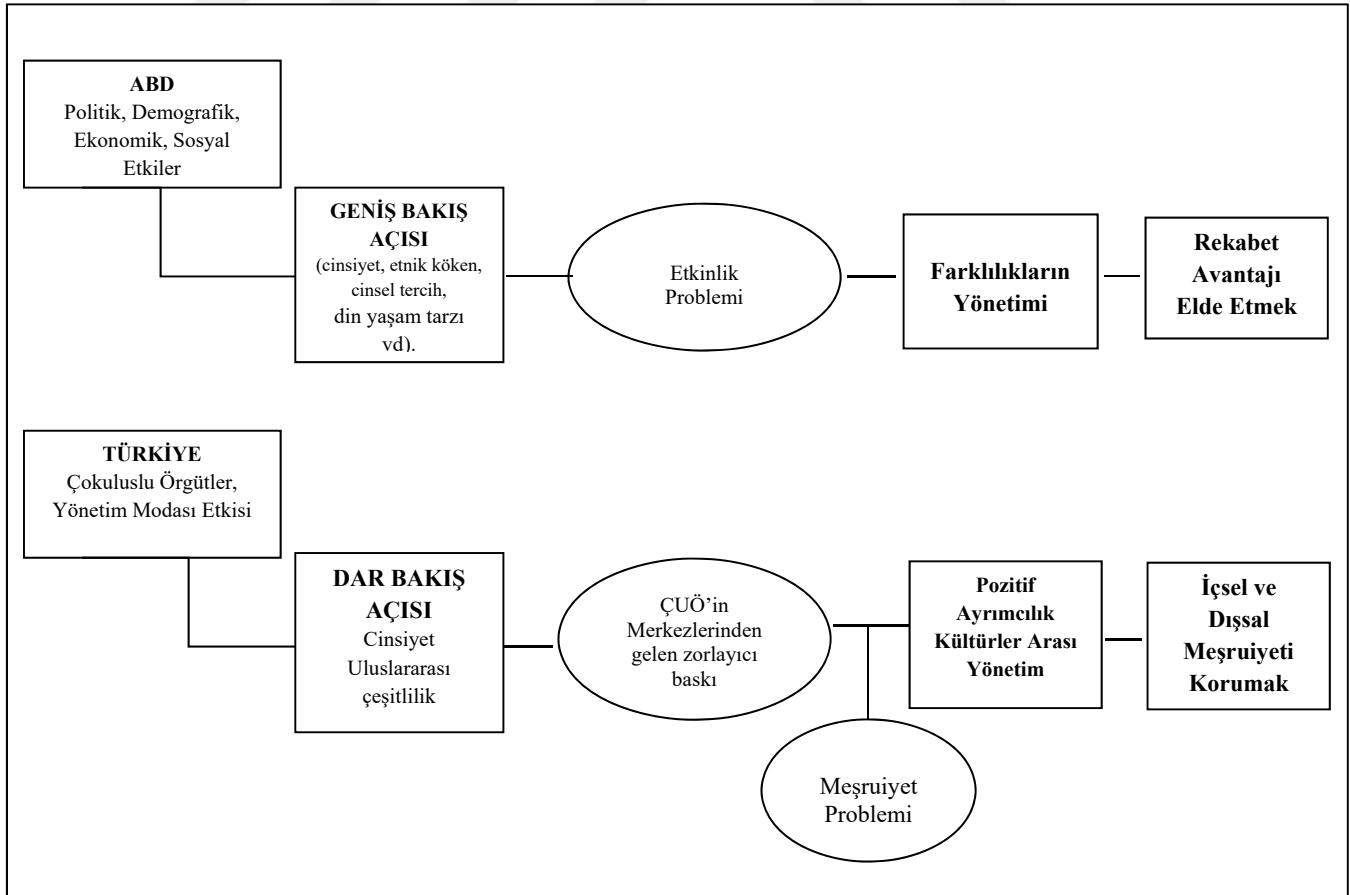 ABD
Politik, Demografik,
Ekonomik, Sosyal
Etkiler
GENİŞ BAKIŞ
AÇISI
(cinsiyet, etnik köken,
cinsel tercih,
din yaşam tarzı
vd).
Etkinlik
Problemi
Farklılıkların
Yönetimi
Rekabet
Avantajı
Elde Etmek
TÜRKİYE
Çokuluslu Örgütler,
Yönetim Modası Etkisi
DAR BAKIŞ
AÇISI
Cinsiyet
Uluslararası
çeşitlilik
ÇUÖ’in
Merkezlerinden
gelen zorlayıcı
baskı
Meşruiyet
Problemi
Pozitif
Ayrımcılık
Kültürler Arası
Yönetim
İçsel ve
Dışsal
Meşruiyeti
Korumak